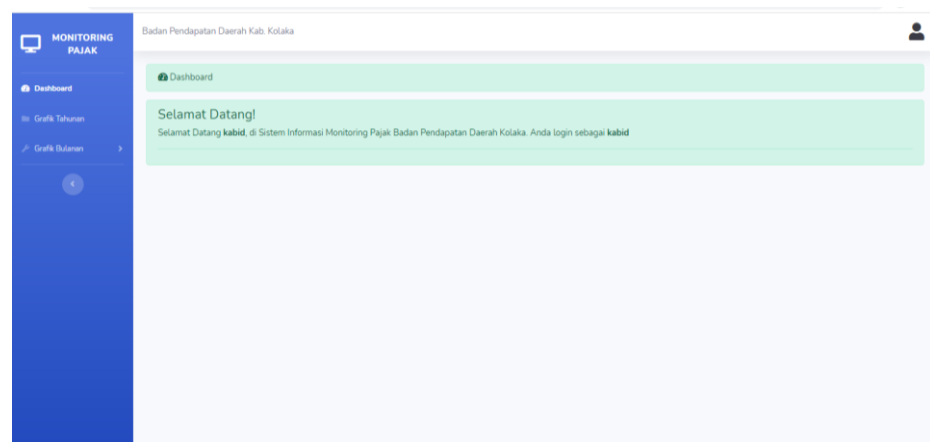 MONITORING
PAJAK
Dashboard
Grafik Tahunan
Grafik Bulanan
Badan Pendapatan Daerah Kab. Kolaka
Dashboard
Selamat Datang!
Selamat Datang kabid, di Sistem Informasi Monitoring Pajak Badan Pendapatan Daerah Kolaka. Anda login sebagai kabid